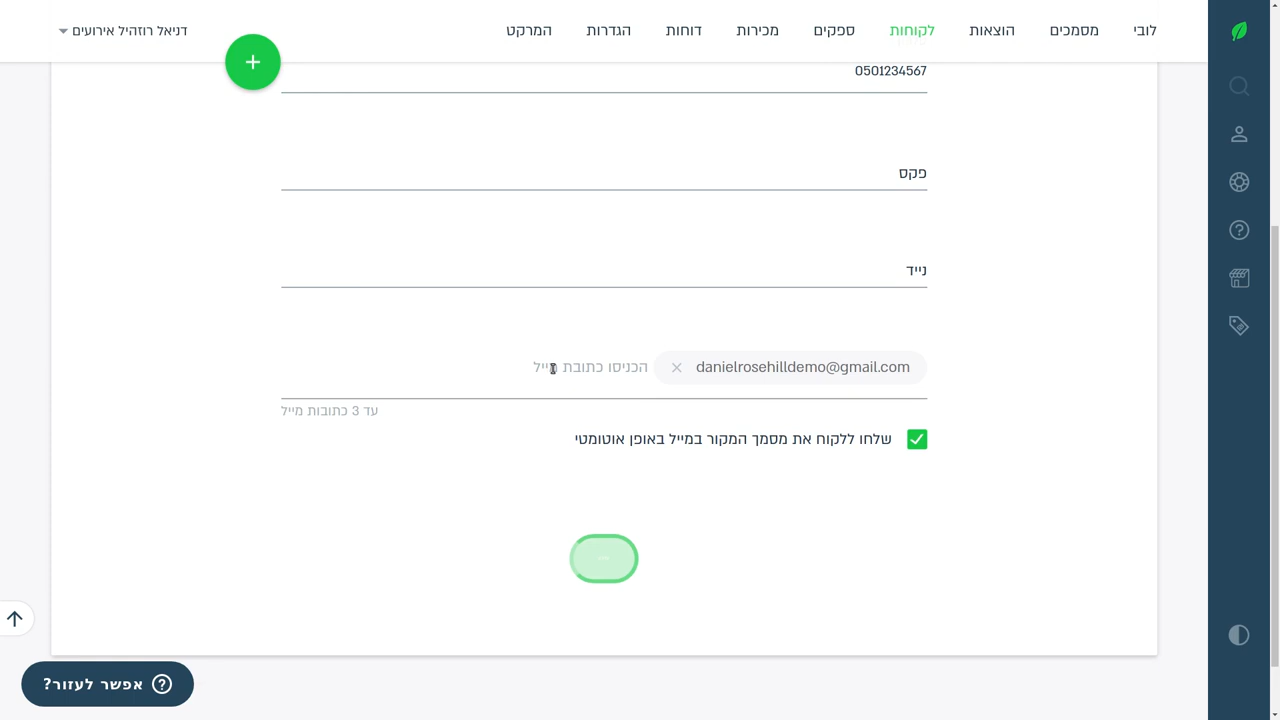 לובי
מסמכים
הוצאות
לקוחות
ספקים
מכירות
דוחות
הגדרות
המרקט
דניאל רוזהיל אירועים
0501234567
פקס
נייד
danielrosehilldemo@gmail.com
הכניסו כתובת מייל
עד 3 כתובות מייל
שלחו ללקוח את מסמך המקור במייל באופן אוטומטי
אפשר לעזור?